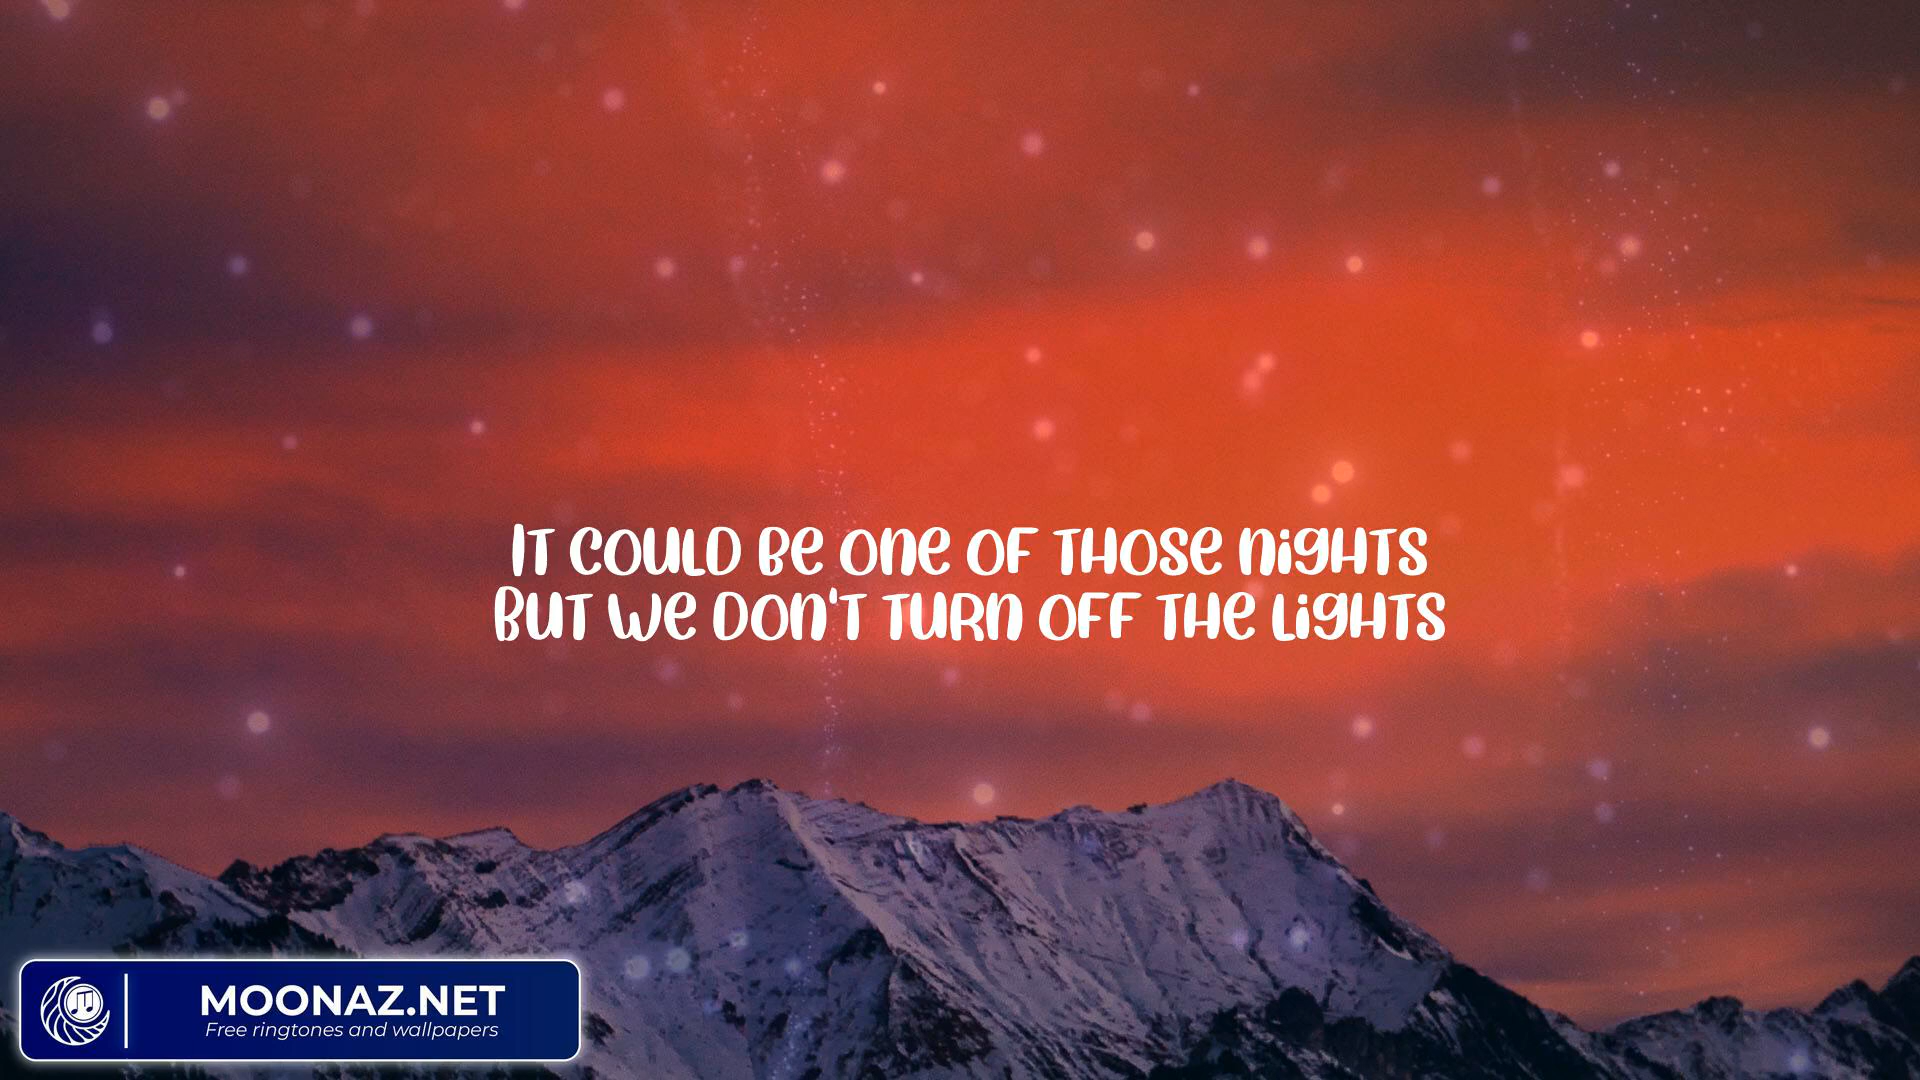 IT COULD BE ONE OF THOSE NIGHTS
BUT WE DON'T TURN OFF THE LIGHTS
MOONAZ.NET
Free ringtones and wallpapers